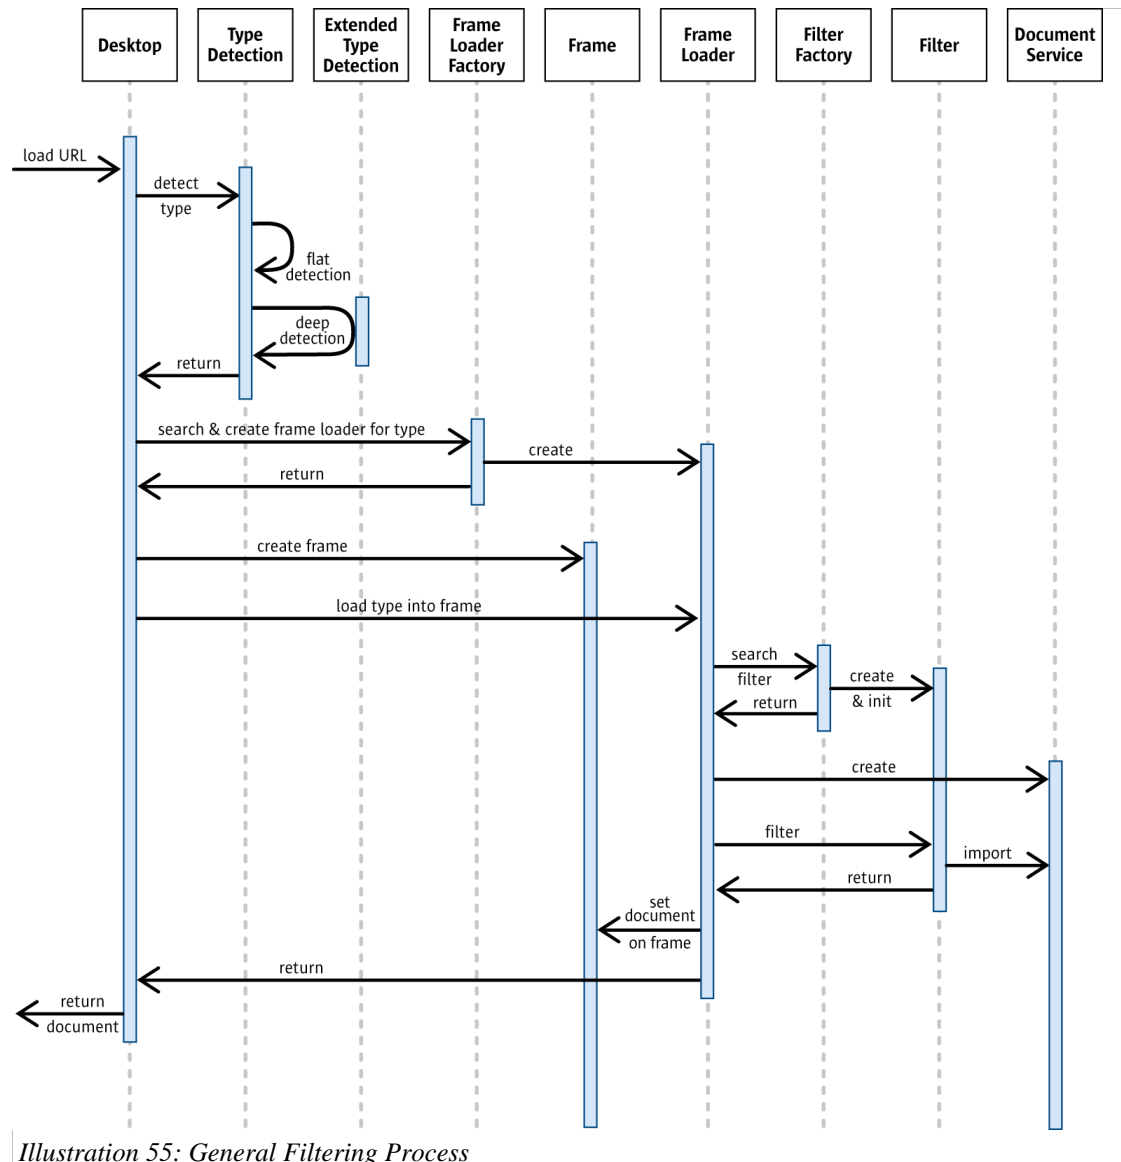 Desktop
Type
Detection
Extended
Type
Detection
Frame
Loader
Factory
Frame
Frame
Loader
Filter
Factory
Filter
Document
Service
load URL
detect
type
flat
detection
deep
detection
return
search & create frame loader for type
create
return
create frame
load type into frame
search
filter
create
& init
return
create
filter
import
return
set
document
on frame
return
return
document
Illustration 55: General Filtering Process